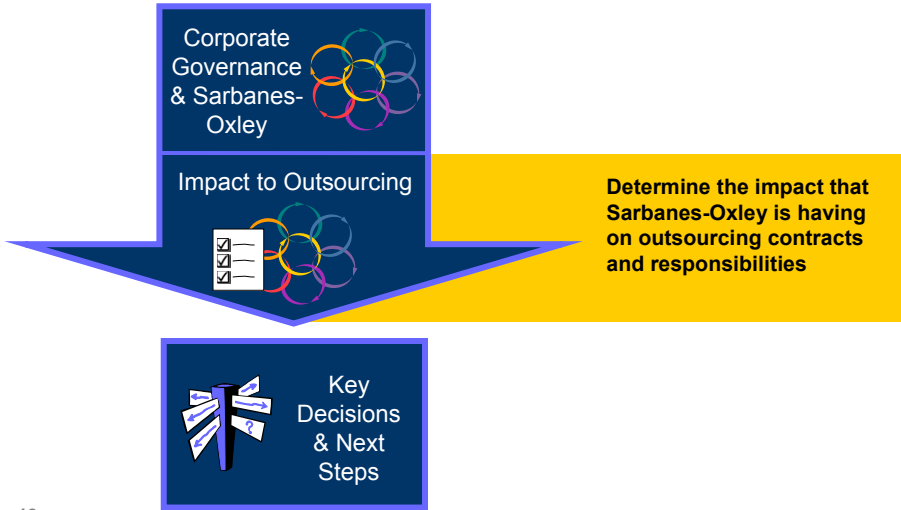 Corporate
Governance
& Sarbanes-
Oxley
Impact to Outsourcing
Determine the impact that
Sarbanes-Oxley is having
on outsourcing contracts
and responsibilities
Key
Decisions
& Next
Steps
?